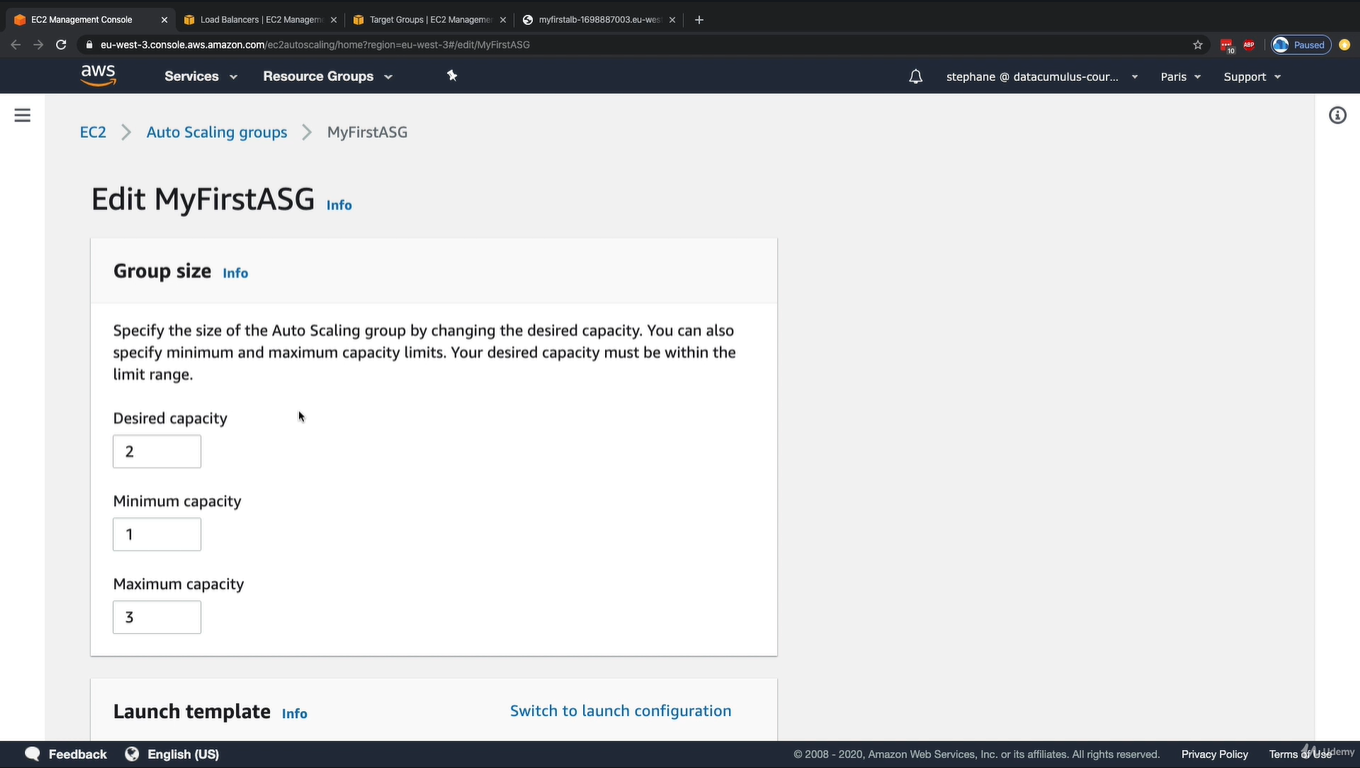 EC2 Management Console
Load Balancers | EC2 Managem
Target Groups | EC2 Manageme
myfirstalb-1698887003.eu-wes
eu-west-3.console.aws.amazon.com/ec2autoscaling/home?region=eu-west-3#/edit/MyFirstASG
10
ABP
Paused
aws
Services
Resource Groups
stephane @ datacumulus-cour...
Paris
Support
EC2 > Auto Scaling groups > MyFirstASG
Edit MyFirstASG Info
Group size Info
Specify the size of the Auto Scaling group by changing the desired capacity. You can also
specify minimum and maximum capacity limits. Your desired capacity must be within the
limit range.
Desired capacity
2
Minimum capacity
1
Maximum capacity
3
Launch template Info
Switch to launch configuration
Feedback
English (US)
© 2008 - 2020, Amazon Web Services, Inc. or its affiliates. All rights reserved.
Privacy Policy
Terms of Use
Udemy